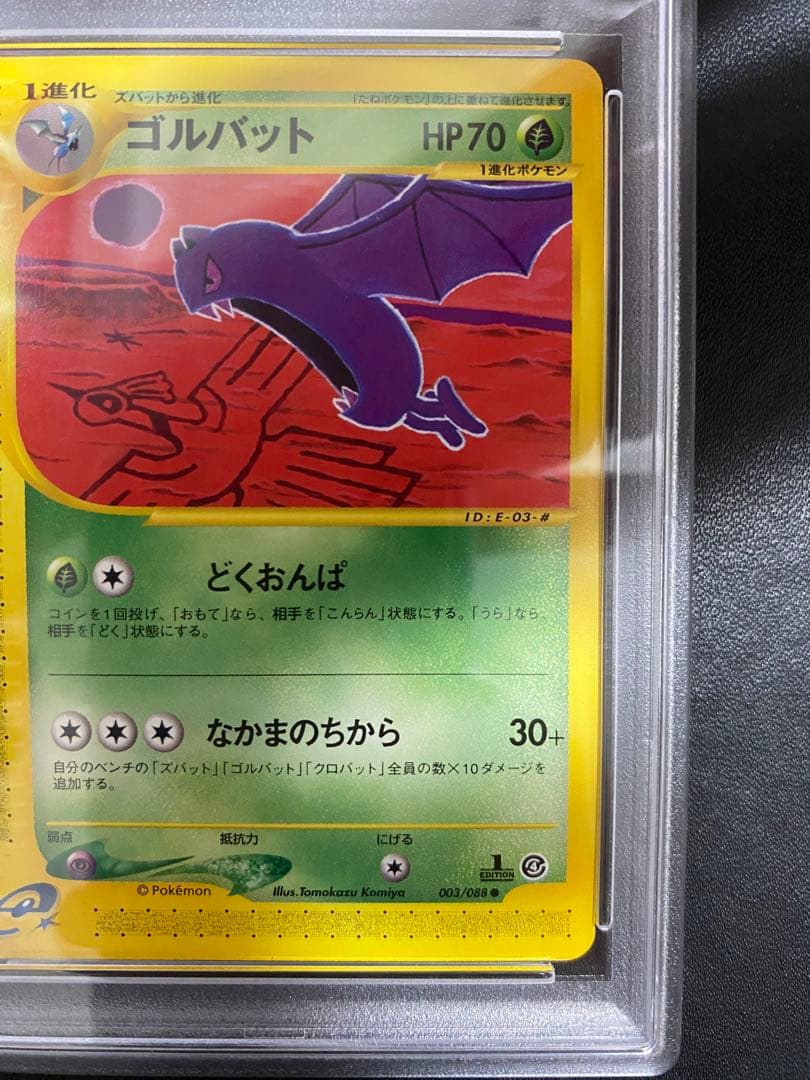 1進化
ズバットから進化
「たねポケモン」の上に重ねて進化させます。
ゴルバット HP70
1進化ポケモン
ID : E-03-#
どくおんぱ
コインを1回投げ、「おもて」なら、相手を「こんらん」状態にする。「うら」なら、
相手を「どく」状態にする。
なかまのちから 30+
自分のベンチの「ズバット」「ゴルバット」「クロバット」全員の数×10ダメージを
追加する。
弱点 抵抗力 にげる
1
EDITION
© Pokémon Illus.Tomokazu Komiya 003/088 ●
e